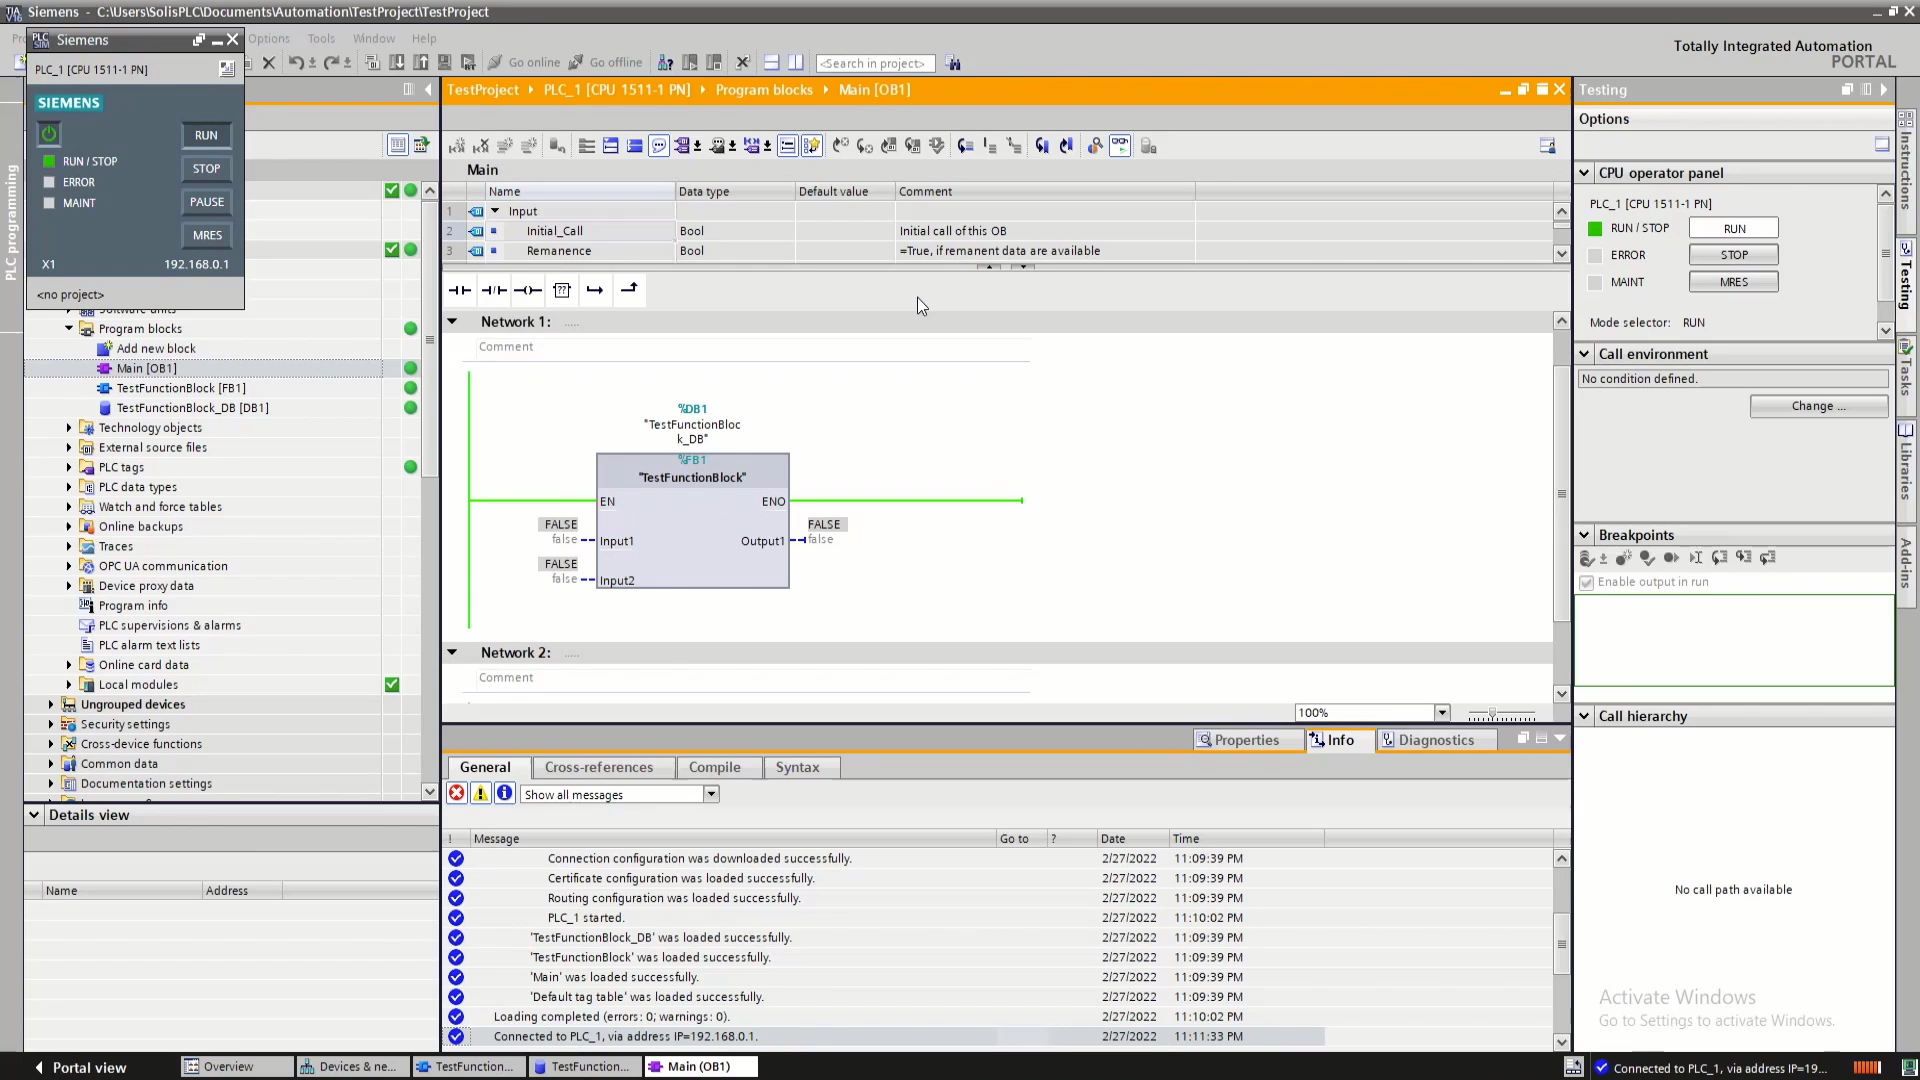 Siemens - C:\Users\SolisPLC\Documents\Automation\TestProject\TestProject
Options Tools Window Help
Go online Go offline <Search in project>
Totally Integrated Automation
PORTAL
PLC SIM Siemens
PLC_1 [CPU 1511-1 PN]
SIEMENS
RUN
RUN / STOP
STOP
ERROR
PAUSE
MAINT
MRES
X1 192.168.0.1
<no project>
PLC programming
Program blocks
Add new block
Main [OB1]
TestFunctionBlock [FB1]
TestFunctionBlock_DB [DB1]
Technology objects
External source files
PLC tags
PLC data types
Watch and force tables
Online backups
Traces
OPC UA communication
Device proxy data
Program info
PLC supervisions & alarms
PLC alarm text lists
Online card data
Local modules
Ungrouped devices
Security settings
Cross-device functions
Common data
Documentation settings
Details view
Name Address
TestProject PLC_1 [CPU 1511-1 PN] Program blocks Main [OB1]
Main
Name Data type Default value Comment
1 Input
2 Initial_Call Bool Initial call of this OB
3 Remanence Bool =True, if remanent data are available
Network 1: .....
Comment
%DB1
"TestFunctionBloc
k_DB"
%FB1
"TestFunctionBlock"
EN ENO
FALSE FALSE
false Input1 Output1 false
FALSE
false Input2
Network 2: .....
Comment
100%
Properties Info Diagnostics
General Cross-references Compile Syntax
Show all messages
! Message Go to ? Date Time
Connection configuration was downloaded successfully. 2/27/2022 11:09:39 PM
Certificate configuration was loaded successfully. 2/27/2022 11:09:39 PM
Routing configuration was loaded successfully. 2/27/2022 11:09:39 PM
PLC_1 started. 2/27/2022 11:10:02 PM
'TestFunctionBlock_DB' was loaded successfully. 2/27/2022 11:09:39 PM
'TestFunctionBlock' was loaded successfully. 2/27/2022 11:09:39 PM
'Main' was loaded successfully. 2/27/2022 11:09:39 PM
'Default tag table' was loaded successfully. 2/27/2022 11:09:39 PM
Loading completed (errors: 0; warnings: 0). 2/27/2022 11:10:02 PM
Connected to PLC_1, via address IP=192.168.0.1. 2/27/2022 11:11:33 PM
Testing
Options
CPU operator panel
PLC_1 [CPU 1511-1 PN]
RUN / STOP RUN
ERROR STOP
MAINT MRES
Mode selector: RUN
Call environment
No condition defined.
Change ...
Breakpoints
Enable output in run
Call hierarchy
No call path available
Activate Windows
Go to Settings to activate Windows.
Instructions
Testing
Tasks
Libraries
Add-ins
Portal view Overview Devices & ne... TestFunction... TestFunction... Main (OB1) Connected to PLC_1, via address IP=19...